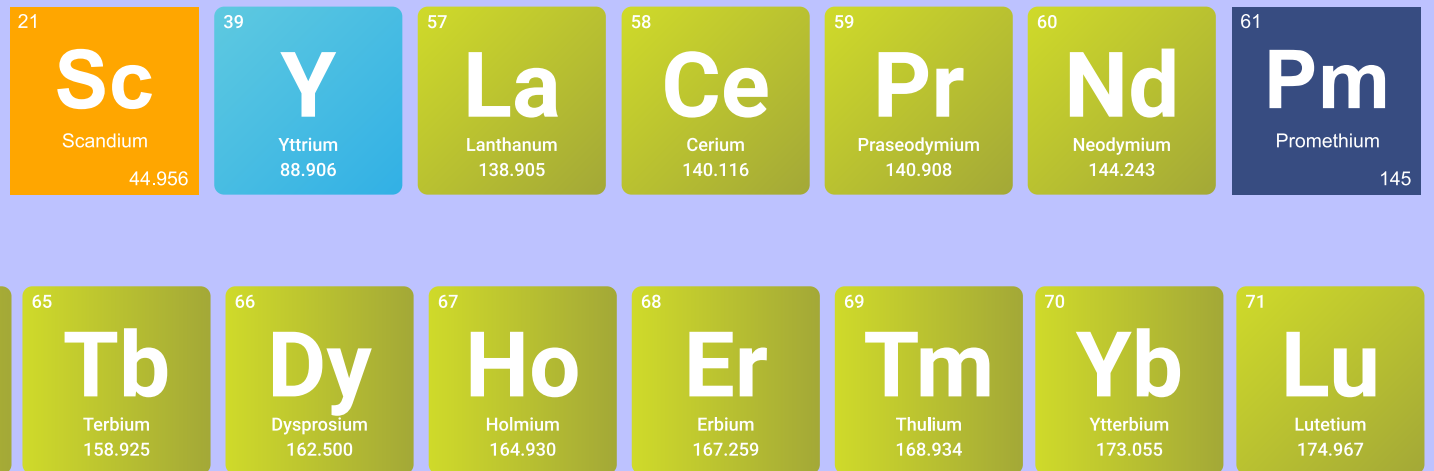 21
Sc
Scandium
44.956
39
Y
Yttrium
88.906
57
La
Lanthanum
138.905
58
Ce
Cerium
140.116
59
Pr
Praseodymium
140.908
60
Nd
Neodymium
144.243
61
Pm
Promethium
145
65
Tb
Terbium
158.925
66
Dy
Dysprosium
162.500
67
Ho
Holmium
164.930
68
Er
Erbium
167.259
69
Tm
Thulium
168.934
70
Yb
Ytterbium
173.055
71
Lu
Lutetium
174.967